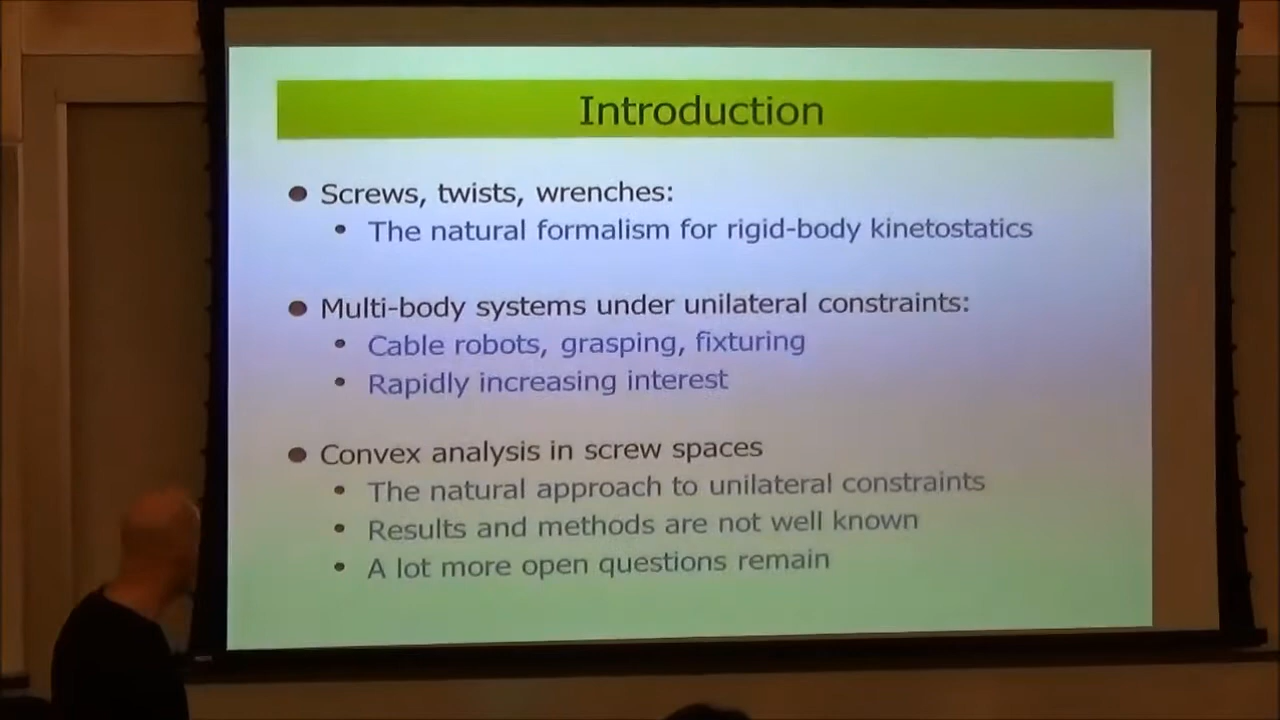 Introduction
Screws, twists, wrenches:
The natural formalism for rigid-body kinetostatics
Multi-body systems under unilateral constraints:
Cable robots, grasping, fixturing
Rapidly increasing interest
Convex analysis in screw spaces
The natural approach to unilateral constraints
Results and methods are not well known
A lot more open questions remain